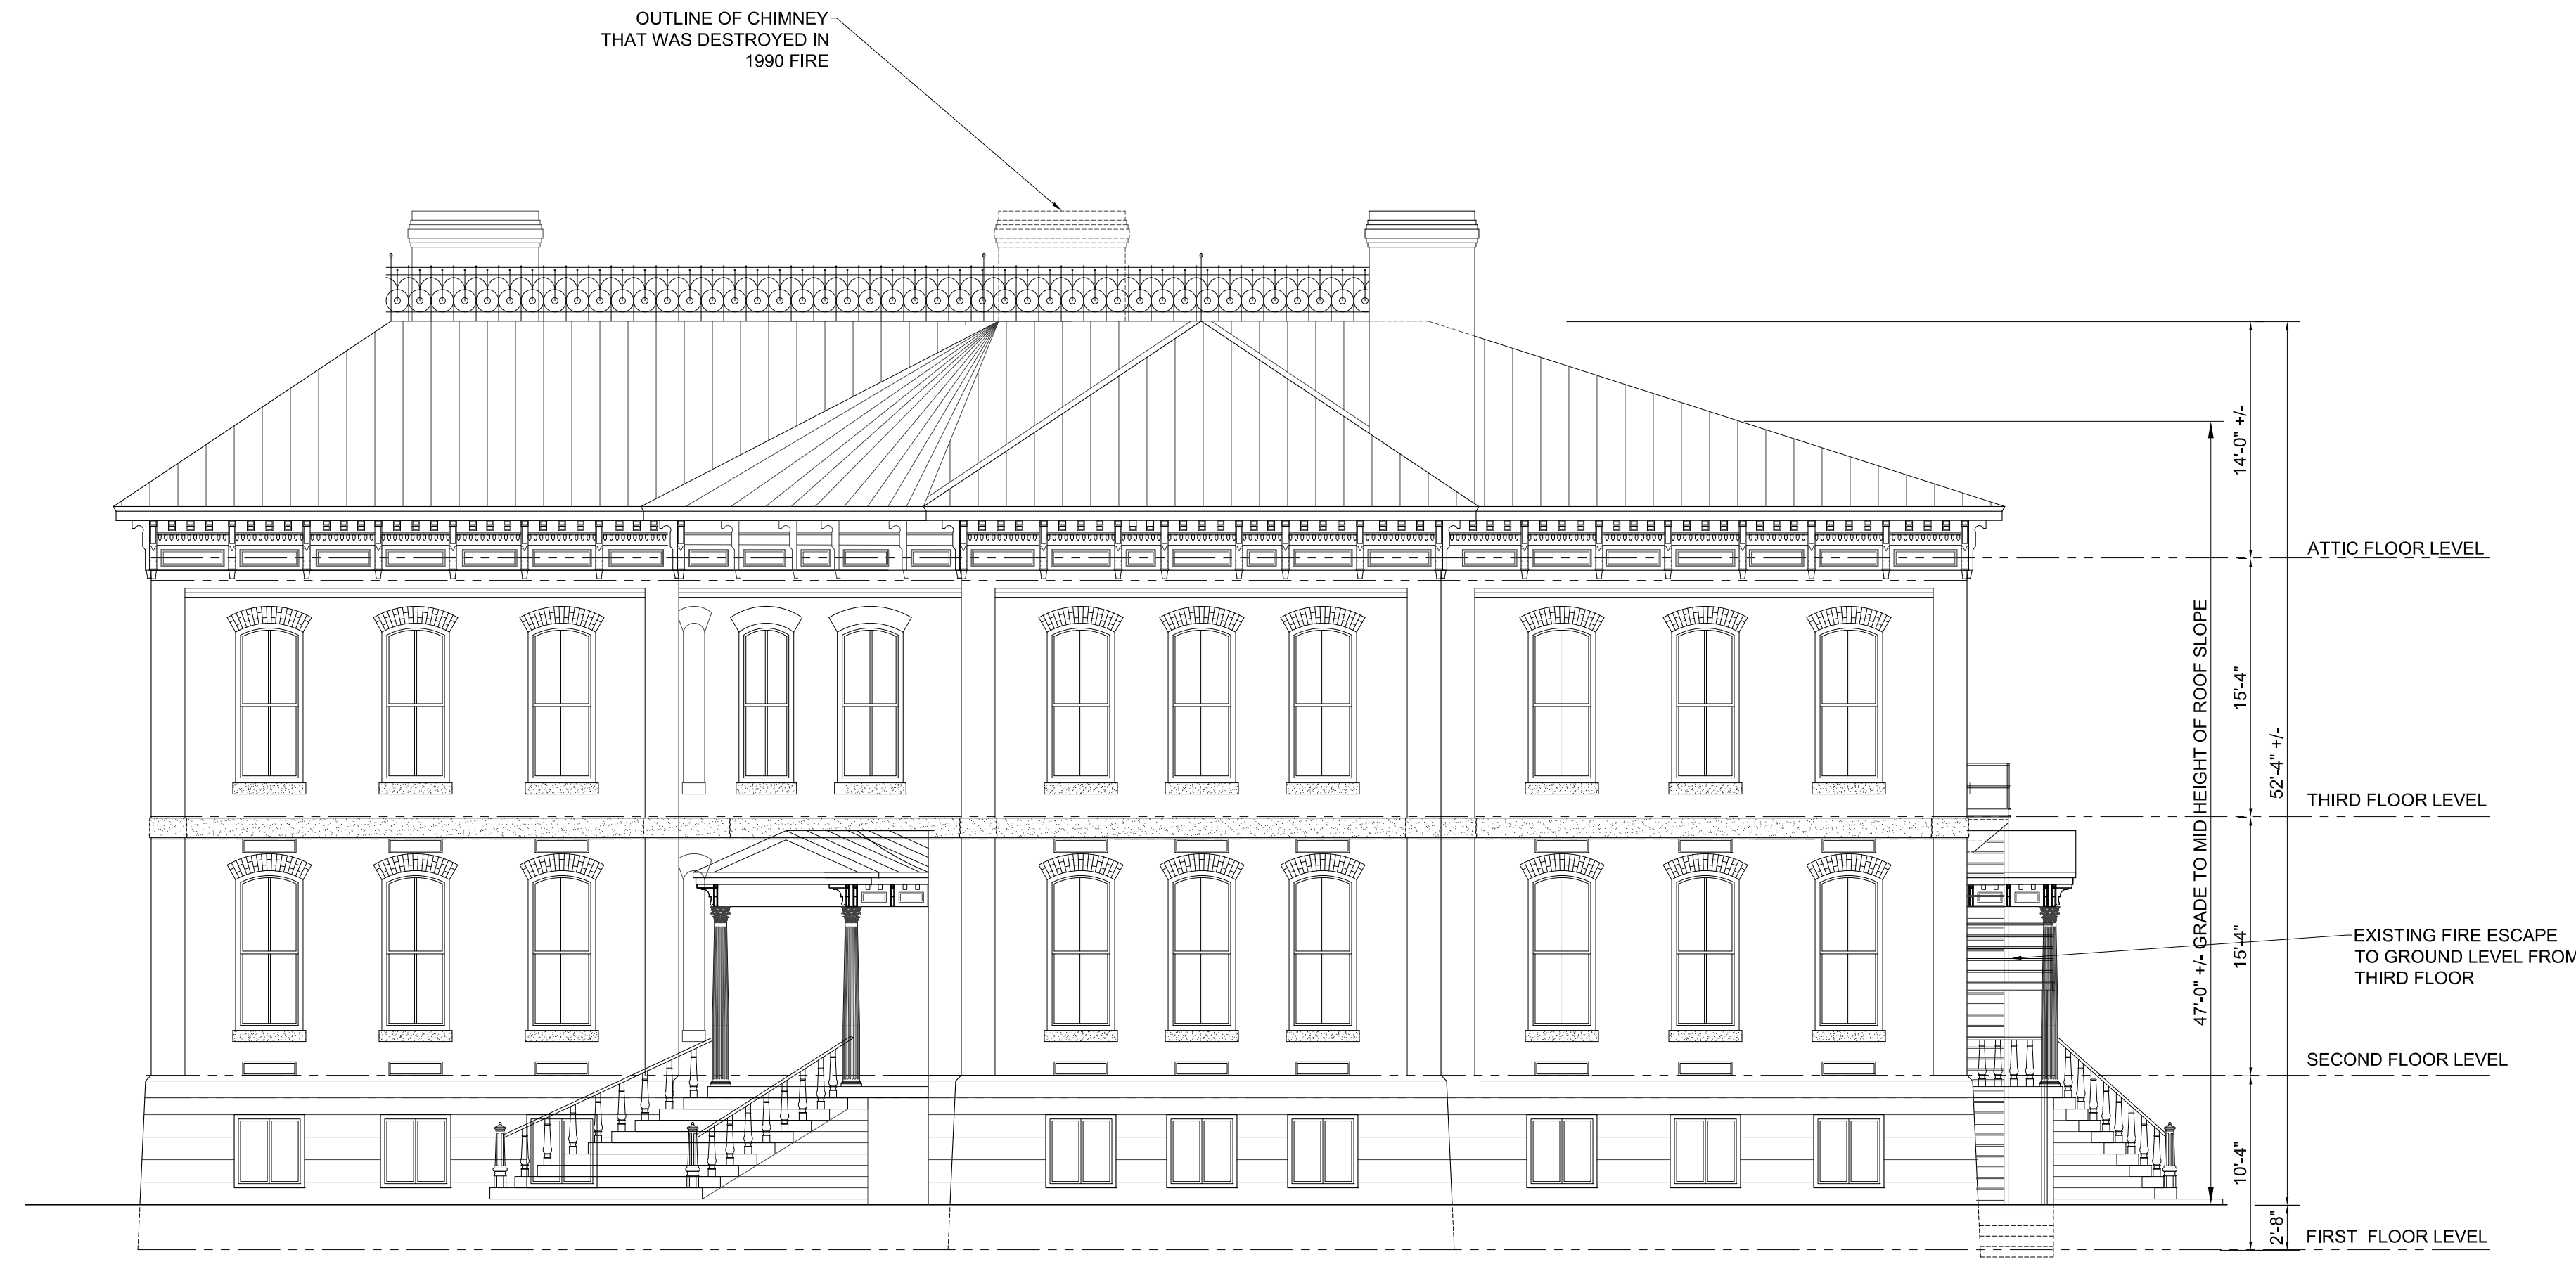 OUTLINE OF CHIMNEY
THAT WAS DESTROYED IN
1990 FIRE
14'-0" +/-
ATTIC FLOOR LEVEL
15'-4"
47'-0" +/- GRADE TO MID HEIGHT OF ROOF SLOPE
52'-4" +/-
THIRD FLOOR LEVEL
15'-4"
EXISTING FIRE ESCAPE
TO GROUND LEVEL FROM
THIRD FLOOR
SECOND FLOOR LEVEL
10'-4"
2'-8"
FIRST FLOOR LEVEL